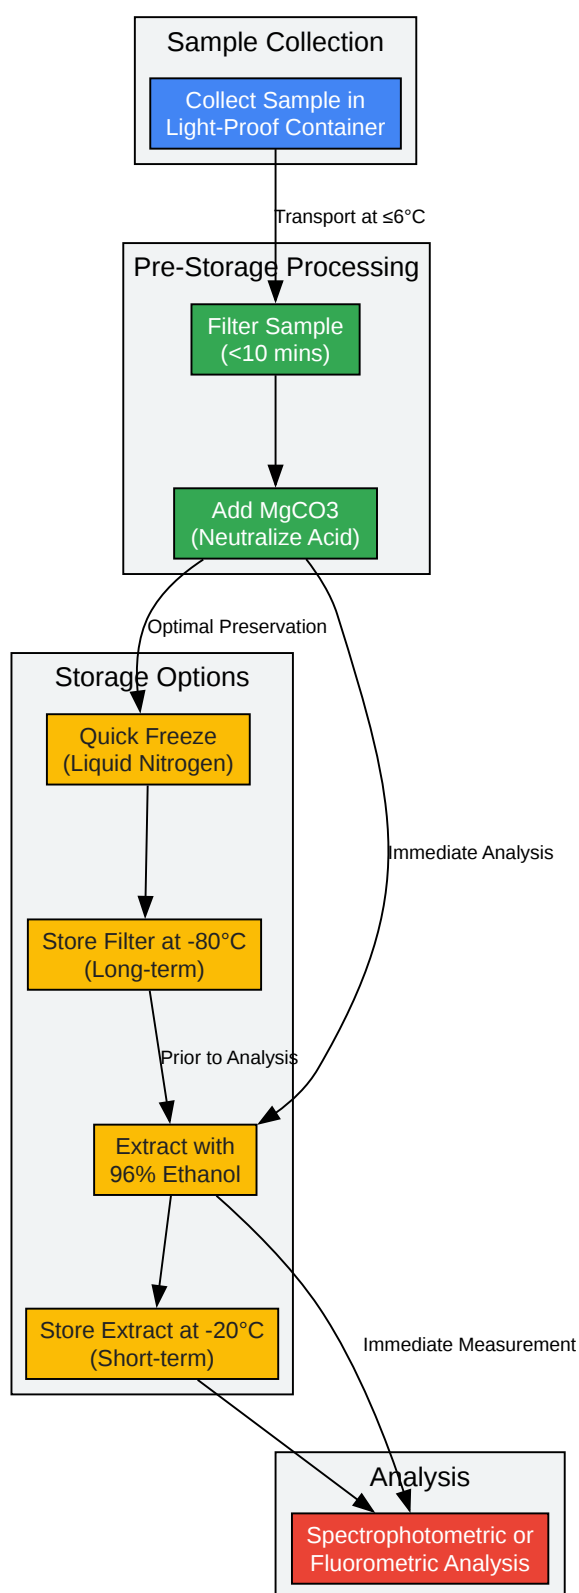 Sample Collection
Collect Sample in
Light-Proof Container
Transport at ≤6°C
Pre-Storage Processing
Filter Sample
(<10 mins)
Add MgCO3
(Neutralize Acid)
Optimal Preservation
Storage Options
Quick Freeze
(Liquid Nitrogen)
Immediate Analysis
Store Filter at -80°C
(Long-term)
Prior to Analysis
Extract with
96% Ethanol
Store Extract at -20°C
(Short-term)
Immediate Measurement
Analysis
Spectrophotometric or
Fluorometric Analysis